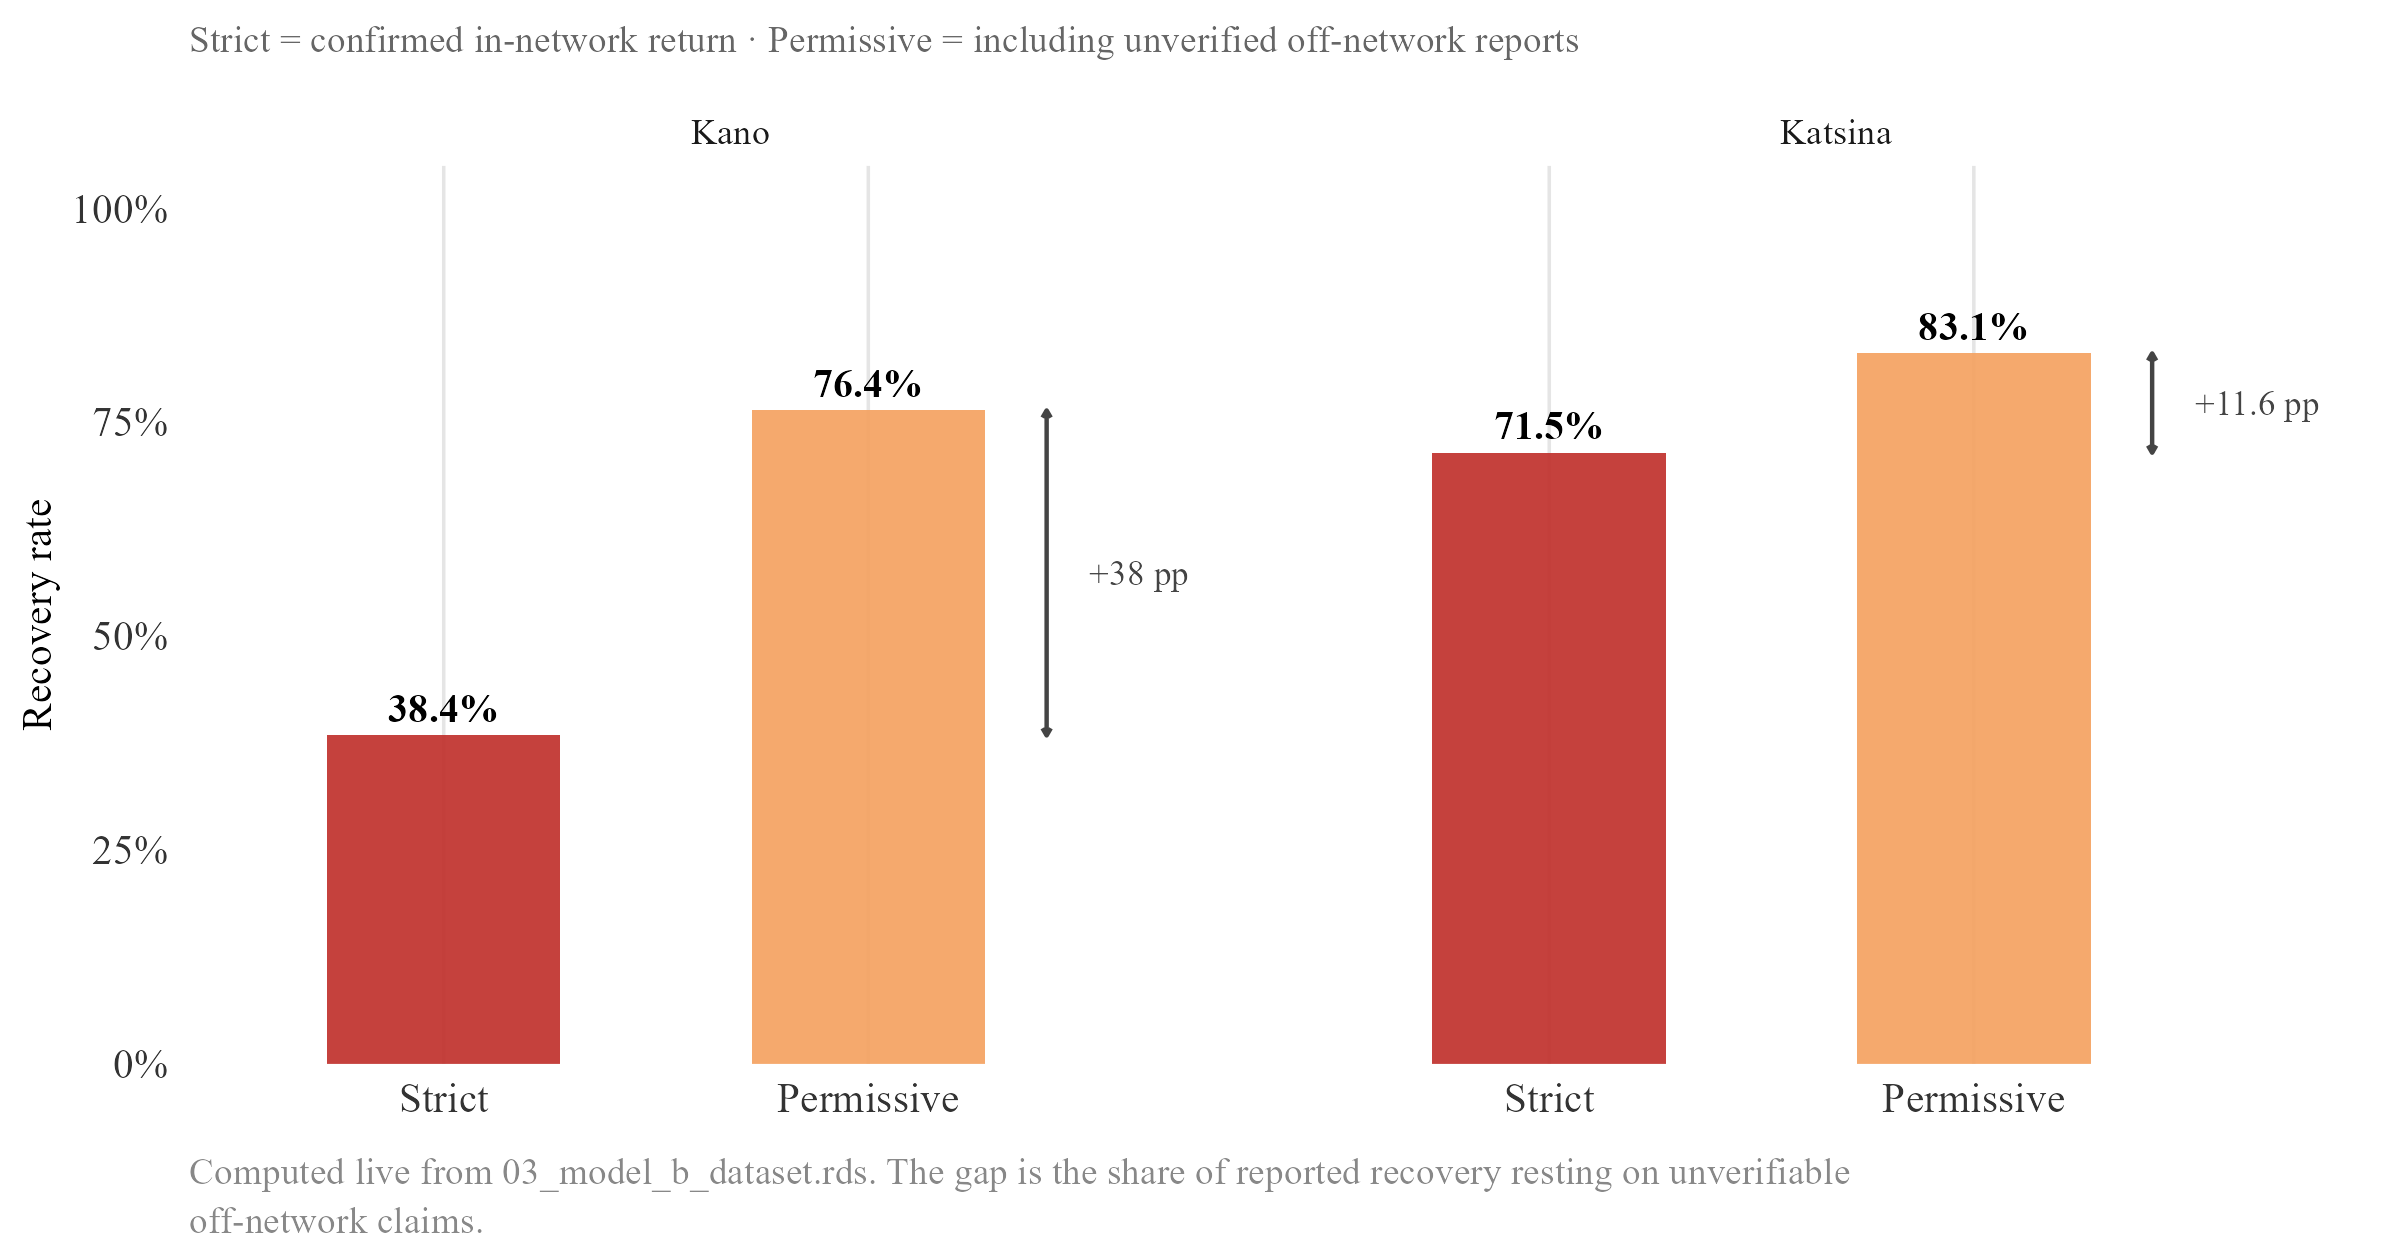 Strict = confirmed in-network return · Permissive = including unverified off-network reports
Kano
Katsina
100%
75%
50%
25%
0%
Recovery rate
38.4%
76.4%
+38 pp
71.5%
83.1%
+11.6 pp
Strict
Permissive
Strict
Permissive
Computed live from 03_model_b_dataset.rds. The gap is the share of reported recovery resting on unverifiable
off-network claims.